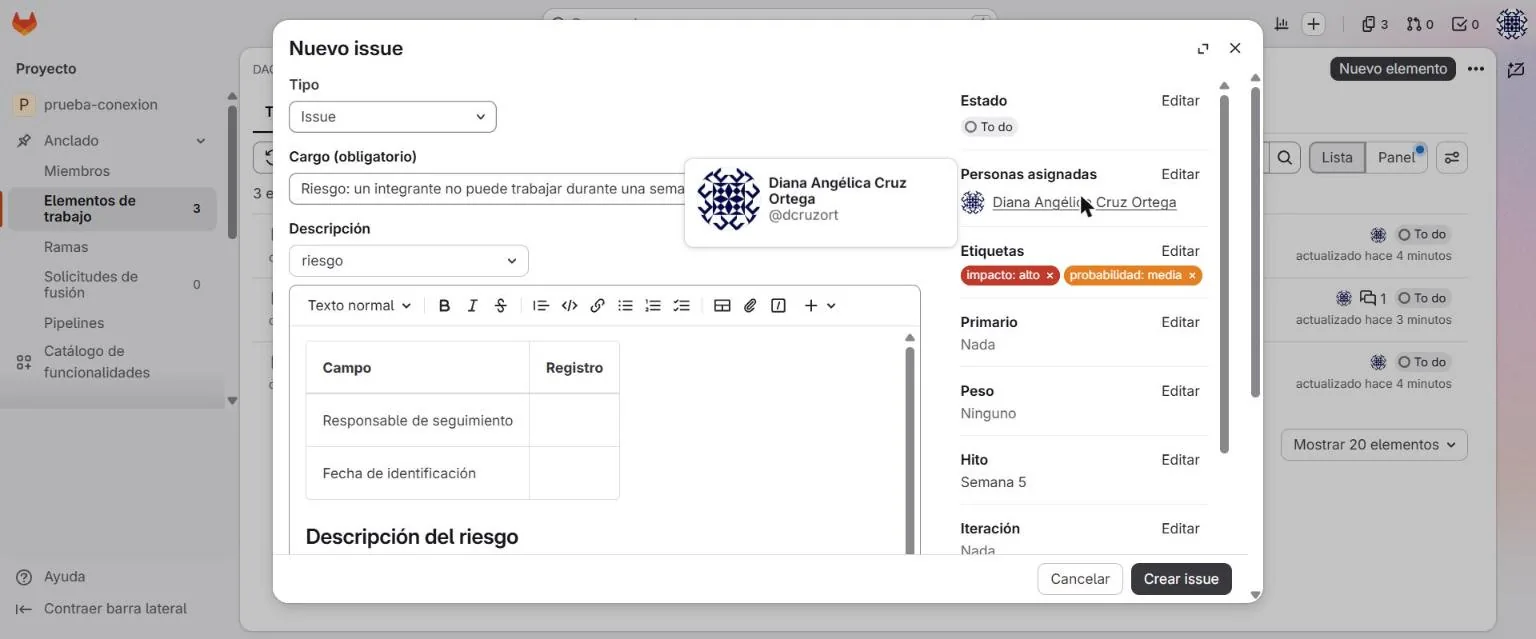 3
0
0
Proyecto
P prueba-conexion
Anclado
Miembros
Elementos de
trabajo
3
Ramas
Solicitudes de
fusión
0
Pipelines
Catálogo de
funcionalidades
Ayuda
Contraer barra lateral
Nuevo issue
Tipo
Issue
Cargo (obligatorio)
Riesgo: un integrante no puede trabajar durante una sema
Descripción
riesgo
Texto normal
Campo
Registro
Responsable de seguimiento
Fecha de identificación
Descripción del riesgo
Diana Angélica Cruz
Ortega
@dcruzort
Estado
Editar
To do
Personas asignadas
Editar
Diana Angélica Cruz Ortega
Etiquetas
Editar
impacto: alto ×
probabilidad: media ×
Primario
Editar
Nada
Peso
Editar
Ninguno
Hito
Editar
Semana 5
Iteración
Editar
Nada
Cancelar
Crear issue
Nuevo elemento
Lista
Panel
To do
actualizado hace 4 minutos
1
To do
actualizado hace 3 minutos
To do
actualizado hace 4 minutos
Mostrar 20 elementos